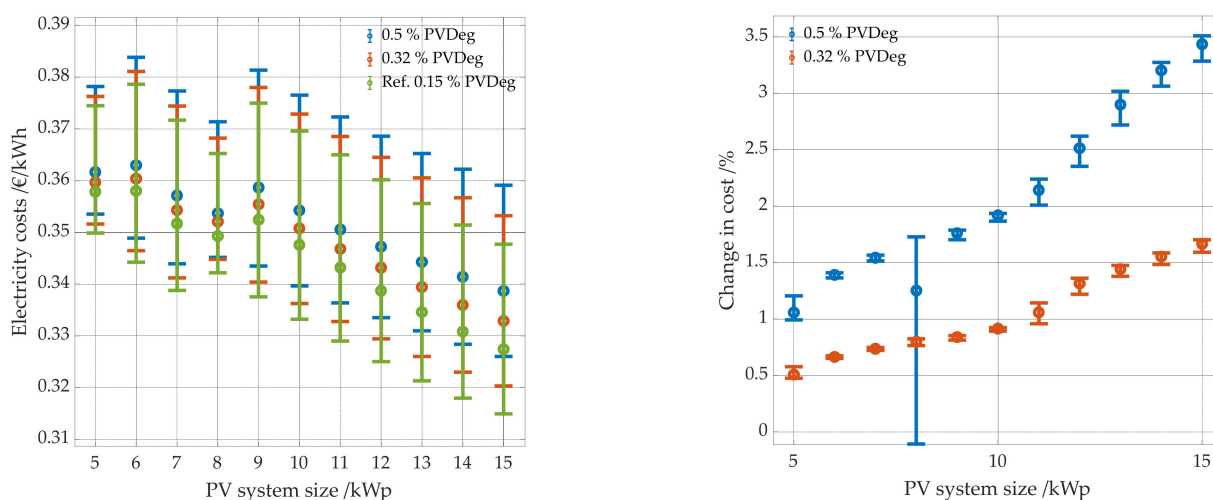 Electricity costs /€/kWh
0.39
0.38
0.37
0.36
0.35
0.34
0.33
0.32
0.31
0.5 % PVDeg
0.32 % PVDeg
Ref. 0.15 % PVDeg
5 6 7 8 9 10 11 12 13 14 15
PV system size /kWp
Change in cost /%
3.5
3
2.5
2
1.5
1
0.5
0
0.5 % PVDeg
0.32 % PVDeg
5 10 15
PV system size /kWp